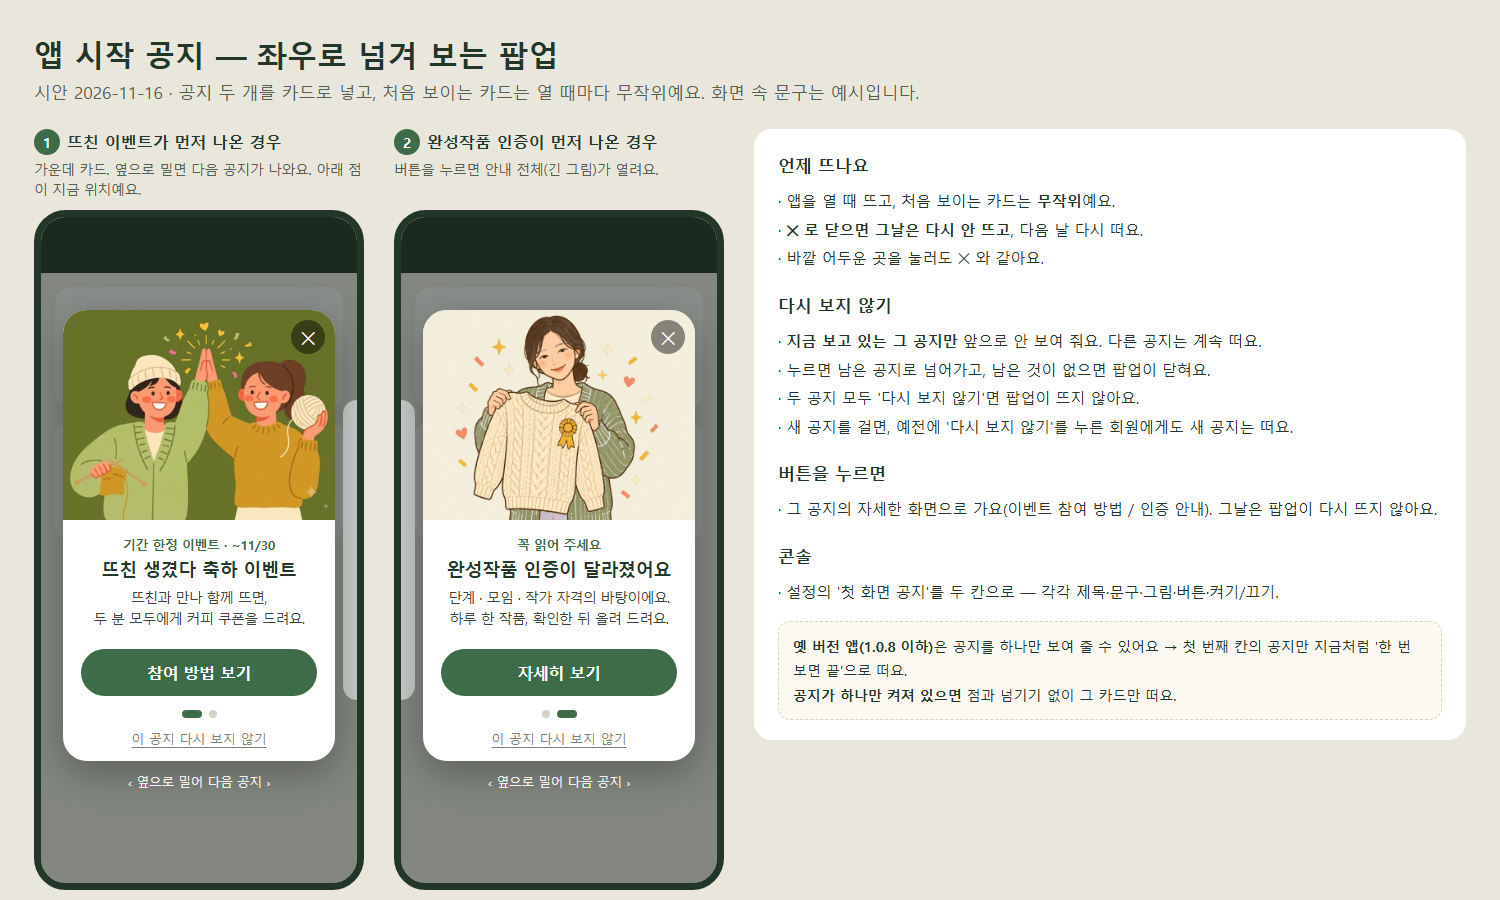 앱 시작 공지 — 좌우로 넘겨 보는 팝업
시안 2026-11-16 · 공지 두 개를 카드로 넣고, 처음 보이는 카드는 열 때마다 무작위예요. 화면 속 문구는 예시입니다.
1 뜨친 이벤트가 먼저 나온 경우
가운데 카드. 옆으로 밀면 다음 공지가 나와요. 아래 점
이 지금 위치예요.
기간 한정 이벤트 · ~11/30
뜨친 생겼다 축하 이벤트
뜨친과 만나 함께 뜨면,
두 분 모두에게 커피 쿠폰을 드려요.
참여 방법 보기
이 공지 다시 보지 않기
‹ 옆으로 밀어 다음 공지 ›
2 완성작품 인증이 먼저 나온 경우
버튼을 누르면 안내 전체(긴 그림)가 열려요.
꼭 읽어 주세요
완성작품 인증이 달라졌어요
단계 · 모임 · 작가 자격의 바탕이에요.
하루 한 작품, 확인한 뒤 올려 드려요.
자세히 보기
이 공지 다시 보지 않기
‹ 옆으로 밀어 다음 공지 ›
언제 뜨나요
· 앱을 열 때 뜨고, 처음 보이는 카드는 무작위예요.
· ✕ 로 닫으면 그날은 다시 안 뜨고, 다음 날 다시 떠요.
· 바깥 어두운 곳을 눌러도 ✕ 와 같아요.
다시 보지 않기
· 지금 보고 있는 그 공지만 앞으로 안 보여 줘요. 다른 공지는 계속 떠요.
· 누르면 남은 공지로 넘어가고, 남은 것이 없으면 팝업이 닫혀요.
· 두 공지 모두 '다시 보지 않기'면 팝업이 뜨지 않아요.
· 새 공지를 걸면, 예전에 '다시 보지 않기'를 누른 회원에게도 새 공지는 떠요.
버튼을 누르면
· 그 공지의 자세한 화면으로 가요(이벤트 참여 방법 / 인증 안내). 그날은 팝업이 다시 뜨지 않아요.
콘솔
· 설정의 '첫 화면 공지'를 두 칸으로 — 각각 제목·문구·그림·버튼·켜기/끄기.
옛 버전 앱(1.0.8 이하)은 공지를 하나만 보여 줄 수 있어요 → 첫 번째 칸의 공지만 지금처럼 '한 번
보면 끝'으로 떠요.
공지가 하나만 켜져 있으면 점과 넘기기 없이 그 카드만 떠요.